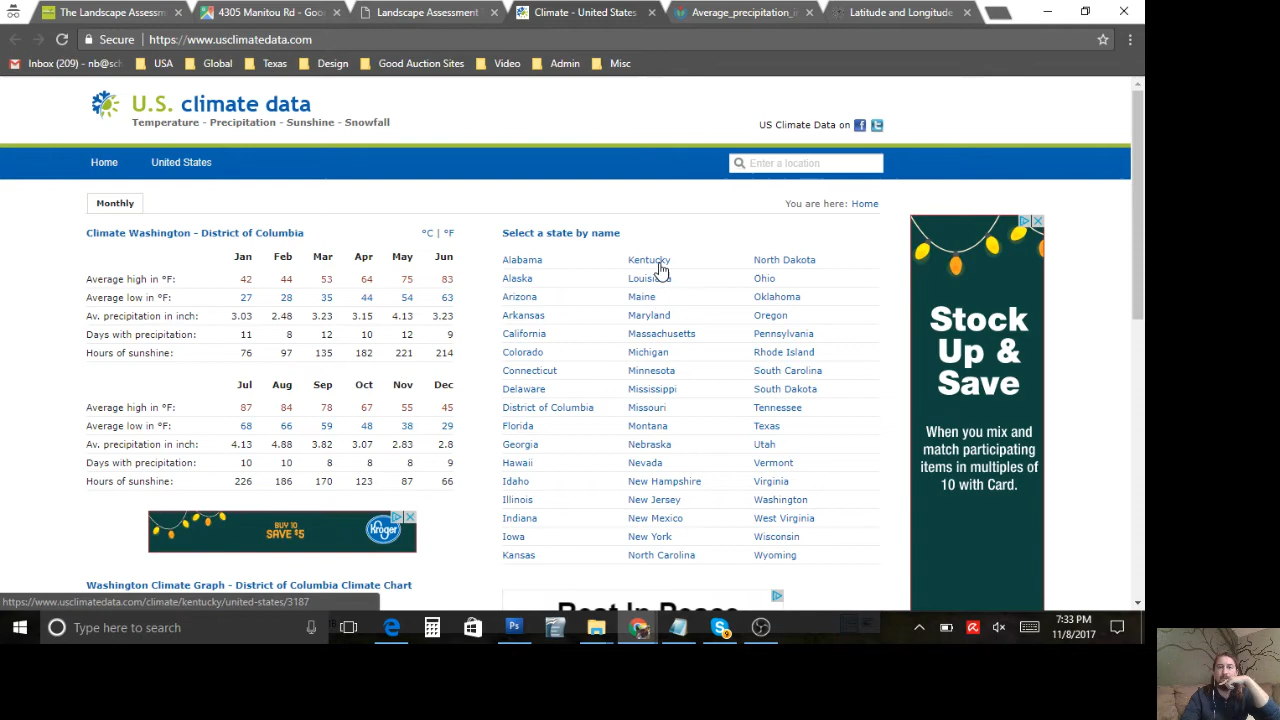 The Landscape Assessm
4305 Manitou Rd - Goo
Landscape Assessment
Climate - United States
Average_precipitation_i
Latitude and Longitude
Secure
https://www.usclimatedata.com
Inbox (209) - nb@sch
USA
Global
Texas
Design
Good Auction Sites
Video
Admin
Misc
U.S. climate data
Temperature - Precipitation - Sunshine - Snowfall
US Climate Data on
Home
United States
Enter a location
Monthly
You are here: Home
Climate Washington - District of Columbia
°C | °F
Jan Feb Mar Apr May Jun
Average high in °F: 42 44 53 64 75 83
Average low in °F: 27 28 35 44 54 63
Av. precipitation in inch: 3.03 2.48 3.23 3.15 4.13 3.23
Days with precipitation: 11 8 12 10 12 9
Hours of sunshine: 76 97 135 182 221 214
Jul Aug Sep Oct Nov Dec
Average high in °F: 87 84 78 67 55 45
Average low in °F: 68 66 59 48 38 29
Av. precipitation in inch: 4.13 4.88 3.82 3.07 2.83 2.8
Days with precipitation: 10 10 8 8 8 9
Hours of sunshine: 226 186 170 123 87 66
BUY 10
SAVE $5
Kroger
Washington Climate Graph - District of Columbia Climate Chart
https://www.usclimatedata.com/climate/kentucky/united-states/3187
Select a state by name
Alabama Kentucky North Dakota
Alaska Louisiana Ohio
Arizona Maine Oklahoma
Arkansas Maryland Oregon
California Massachusetts Pennsylvania
Colorado Michigan Rhode Island
Connecticut Minnesota South Carolina
Delaware Mississippi South Dakota
District of Columbia Missouri Tennessee
Florida Montana Texas
Georgia Nebraska Utah
Hawaii Nevada Vermont
Idaho New Hampshire Virginia
Illinois New Jersey Washington
Indiana New Mexico West Virginia
Iowa New York Wisconsin
Kansas North Carolina Wyoming
Stock
Up &
Save
When you mix and
match participating
items in multiples of
10 with Card.
Type here to search
7:33 PM
11/8/2017